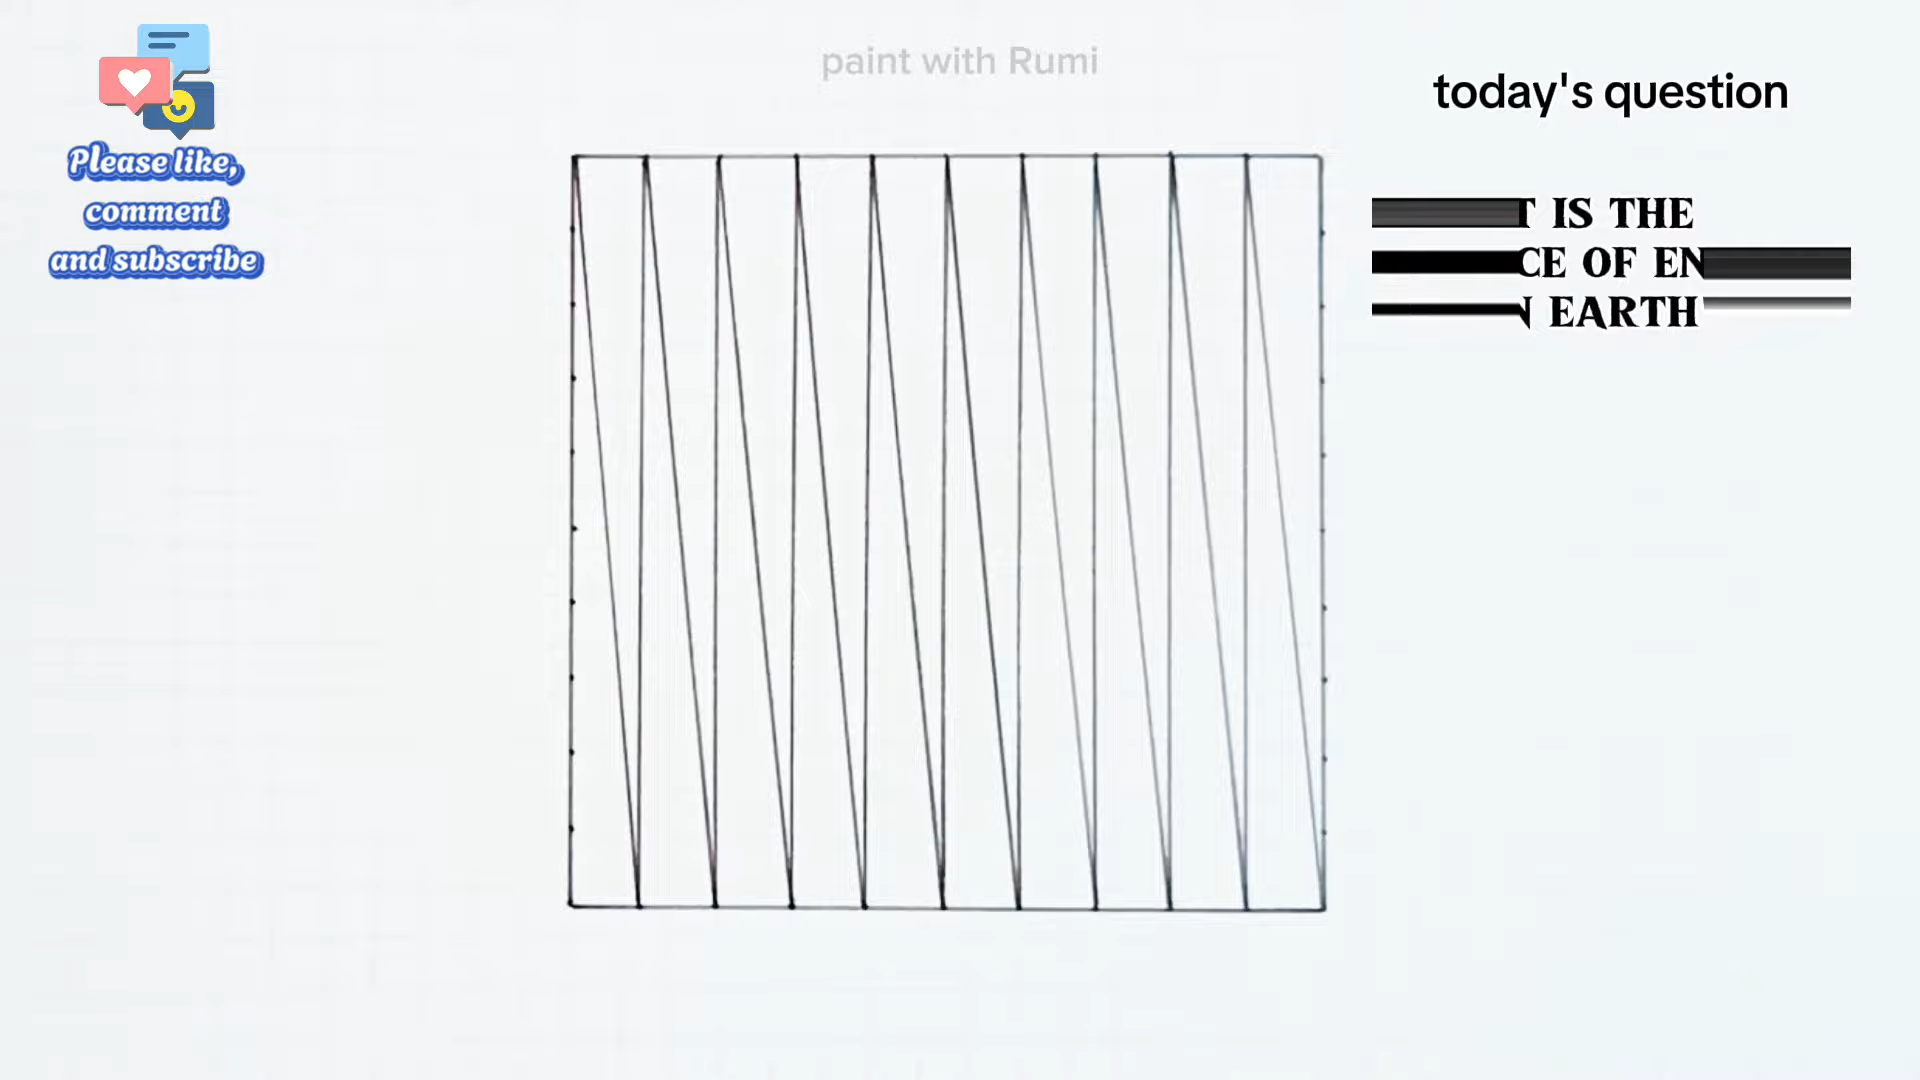 paint with Rumi
Please like,
comment
and subscribe
today's question
IS THE
OF
EARTH